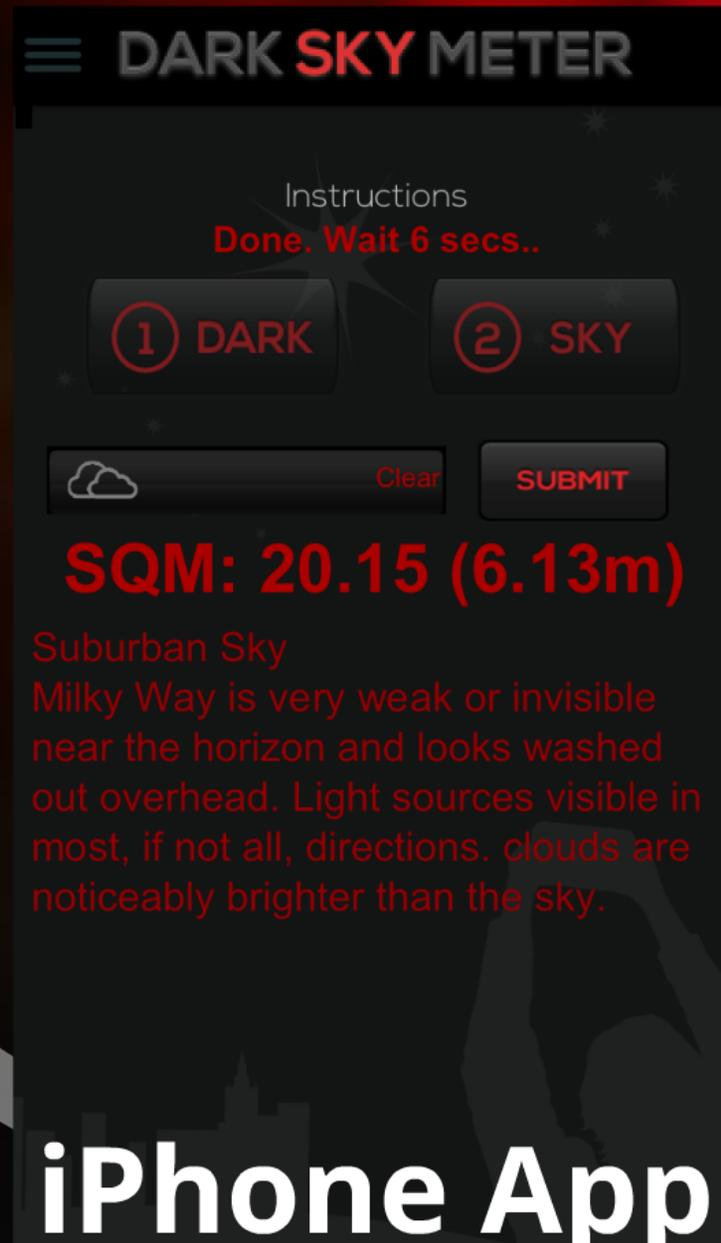 DARK SKY METER
Instructions
Done. Wait 6 secs..
1 DARK
2 SKY
Clear
SUBMIT
SQM: 20.15 (6.13m)
Suburban Sky
Milky Way is very weak or invisible
near the horizon and looks washed
out overhead. Light sources visible in
most, if not all, directions. clouds are
noticeably brighter than the sky.
iPhone App